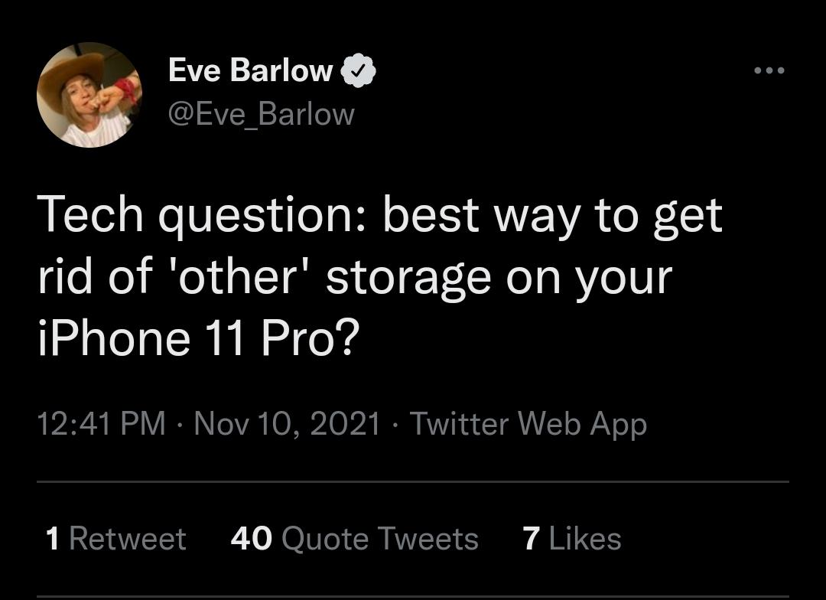 Eve Barlow
@Eve_Barlow
Tech question: best way to get
rid of 'other' storage on your
iPhone 11 Pro?
12:41 PM · Nov 10, 2021 · Twitter Web App
1 Retweet 40 Quote Tweets 7 Likes